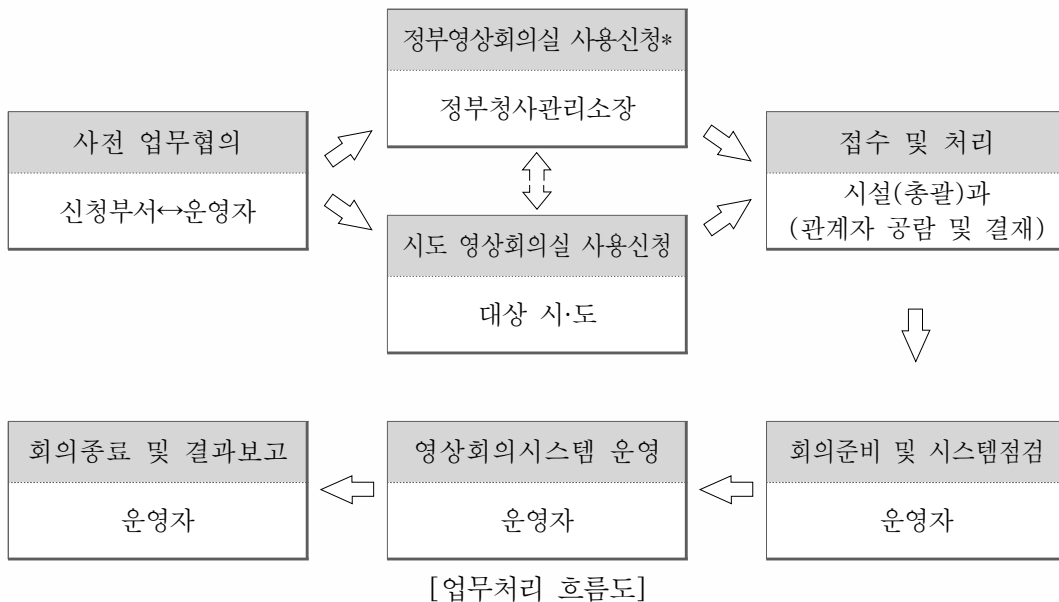 정부영상회의실 사용신청*
정부청사관리소장
사전 업무협의
신청부서↔운영자
시도 영상회의실 사용신청
대상 시·도
접수 및 처리
시설(총괄)과
(관계자 공람 및 결재)
회의준비 및 시스템점검
운영자
영상회의시스템 운영
운영자
회의종료 및 결과보고
운영자
[업무처리 흐름도]